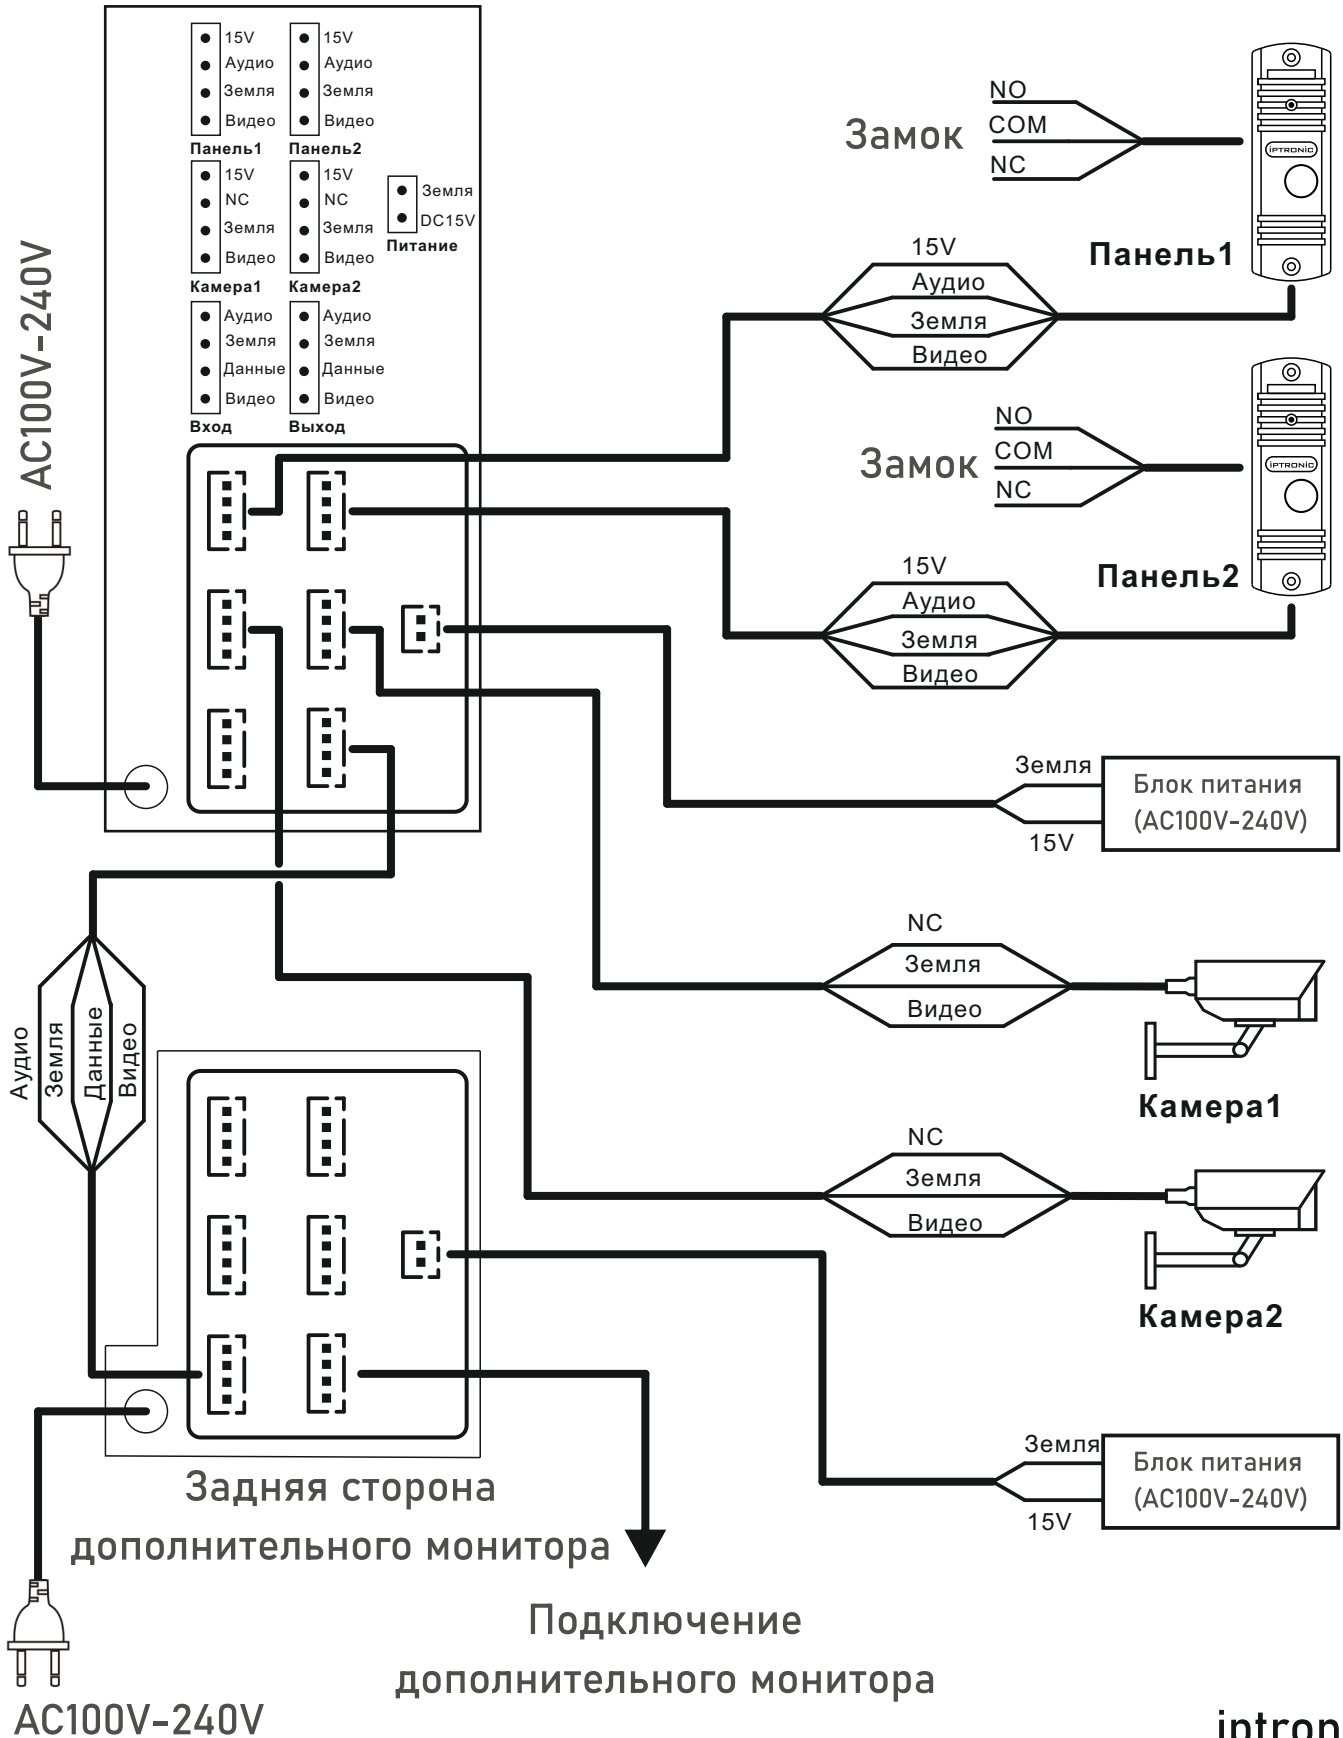 15V
Аудио
Земля
Видео
Панель1
15V
Аудио
Земля
Видео
Панель2
15V
NC
Земля
Видео
Камера1
15V
NC
Земля
Видео
Камера2
Земля
DC15V
Питание
Аудио
Земля
Данные
Видео
Вход
Аудио
Земля
Данные
Видео
Выход
AC100V-240V
Замок
NO
COM
NC
iPTRONiC
Панель1
15V
Аудио
Земля
Видео
Замок
NO
COM
NC
iPTRONiC
Панель2
15V
Аудио
Земля
Видео
Земля
15V
Блок питания
(AC100V-240V)
NC
Земля
Видео
Камера1
NC
Земля
Видео
Камера2
Аудио
Земля
Данные
Видео
Земля
15V
Блок питания
(AC100V-240V)
Задняя сторона
дополнительного монитора
Подключение
дополнительного монитора
AC100V-240V